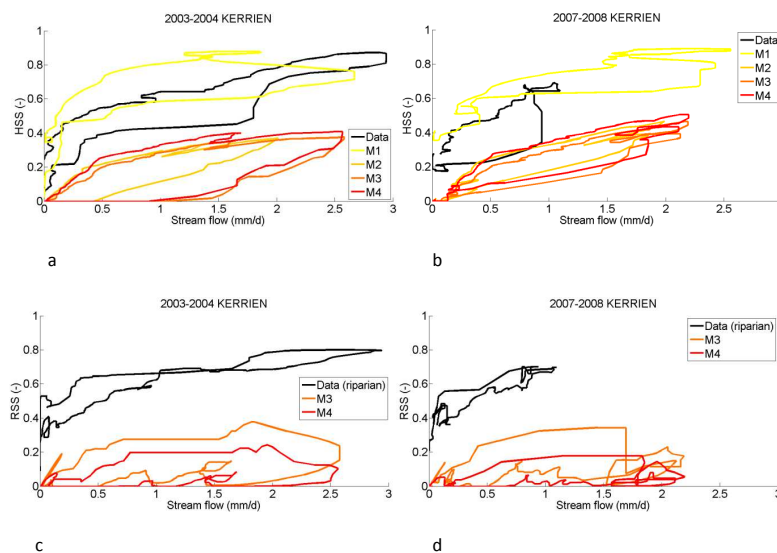 2003-2004 KERRIEN
1
0.8
0.6
0.4
0.2
0
HSS (-)
0 0.5 1 1.5 2 2.5 3
Stream flow (mm/d)
Data
M1
M2
M3
M4
a
2007-2008 KERRIEN
1
0.8
0.6
0.4
0.2
0
HSS (-)
0 0.5 1 1.5 2 2.5 3
Stream flow (mm/d)
Data
M1
M2
M3
M4
b
2003-2004 KERRIEN
1
0.8
0.6
0.4
0.2
0
RSS (-)
0 0.5 1 1.5 2 2.5 3
Stream flow (mm/d)
Data (riparian)
M3
M4
c
2007-2008 KERRIEN
1
0.8
0.6
0.4
0.2
0
RSS (-)
0 0.5 1 1.5 2 2.5 3
Stream flow (mm/d)
Data (riparian)
M3
M4
d